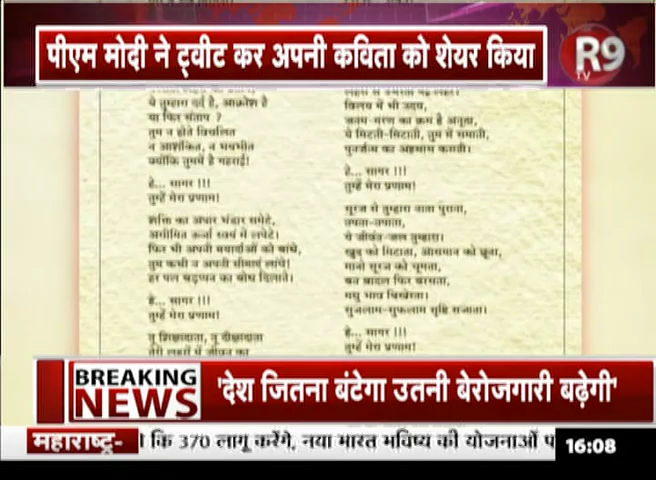 पीएम मोदी ने ट्वीट कर अपनी कविता को शेयर किया
R9
TV
ये तुम्हारा दर्द है, आक्रोश है
या फिर संताप ?
तुम न होते विचलित
न आशंकित, न भयभीत
क्योंकि तुममें है गहराई!
हे... सागर !!!
तुम्हें मेरा प्रणाम!
शक्ति का अपार भंडार समेटे,
असीमित ऊर्जा स्वयं में लपेटे।
फिर भी अपनी मर्यादाओं को बांधे,
तुम कभी न अपनी सीमाएं लांघे!
हर पल बड़प्पन का बोध दिलाते।
हे... सागर !!!
तुम्हें मेरा प्रणाम!
तू शिक्षादाता, तू दीक्षादाता
तेरी लहरों में जीवन का
विलय में भी उदय,
जनम-मरण का क्रम है अनूठा,
ये मिटती-मिटाती, तुम में समाती,
पुनर्जन्म का अहसास कराती।
हे... सागर !!!
तुम्हें मेरा प्रणाम!
सूरज से तुम्हारा नाता पुराना,
तपता-तपाता,
ये जीवंत-जल तुम्हारा।
खुद को मिटाता, आसमान को छूता,
मानो सूरज को चूमता,
बन बादल फिर बरसता,
मधु भाव बिखेरता।
सुजलाम-सुफलाम सृष्टि सजाता।
हे... सागर !!!
तुम्हें मेरा प्रणाम!
BREAKING
NEWS
'देश जितना बंटेगा उतनी बेरोजगारी बढ़ेगी'
महाराष्ट्र- कि 370 लागू करेंगे, नया भारत भविष्य की योजनाओं प
16:08